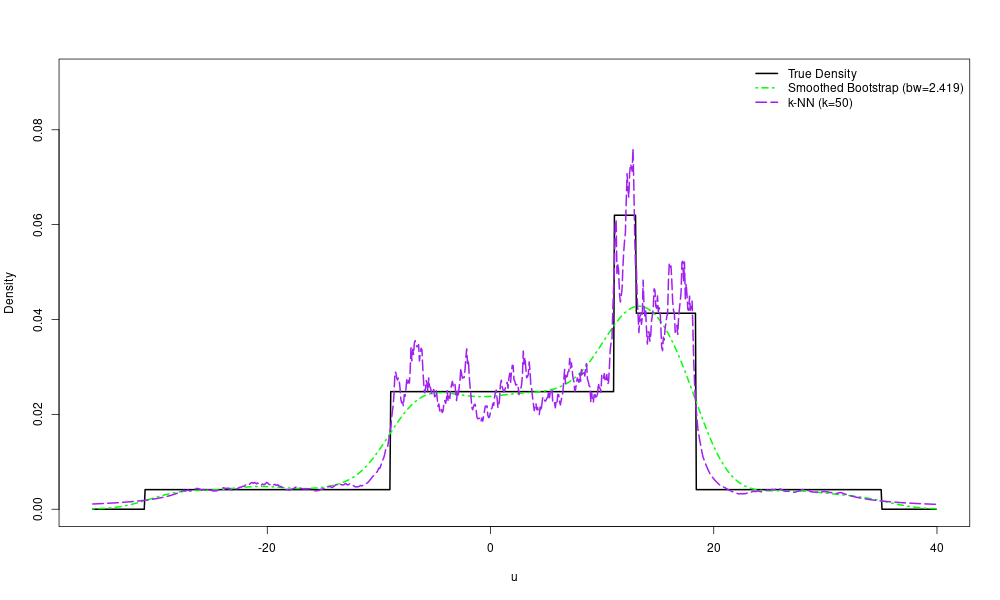 True Density
Smoothed Bootstrap (bw=2.419)
k-NN (k=50)
0.08
0.06
0.04
0.02
0.00
Density
-20 0 20 40
u